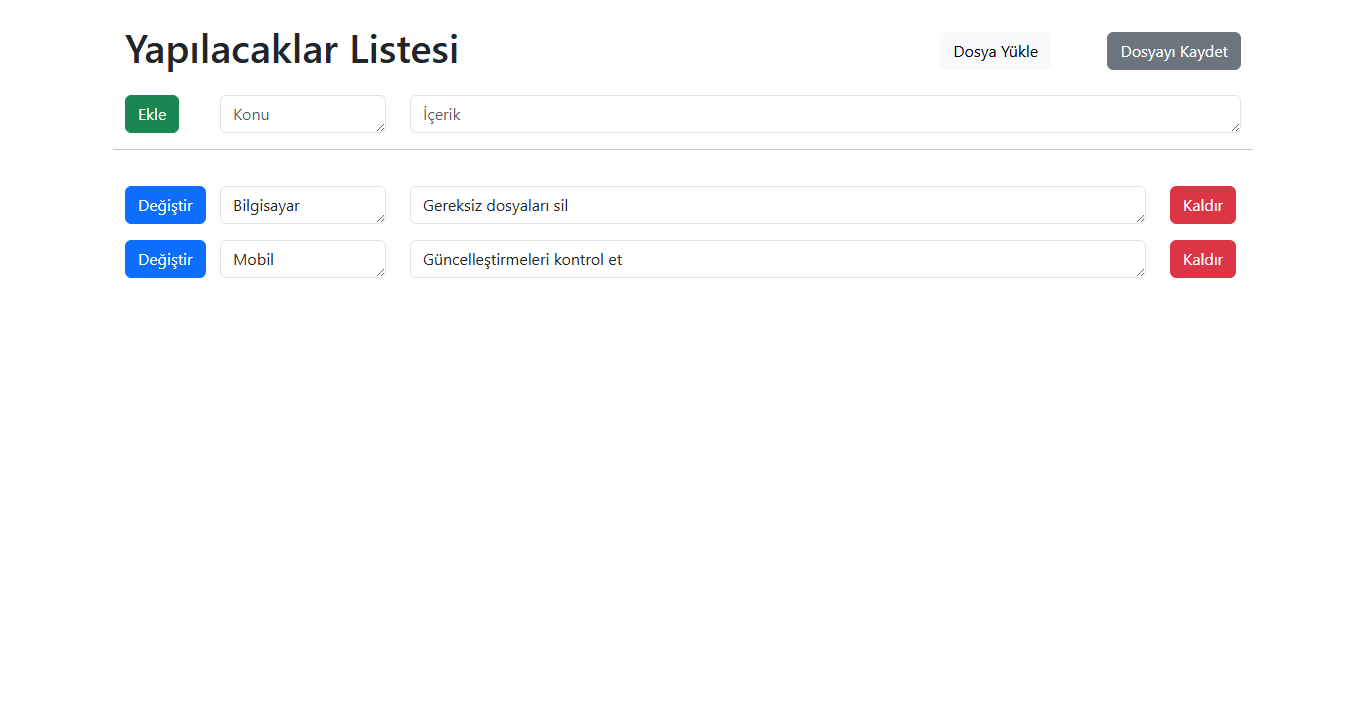 Yapılacaklar Listesi Dosya Yükle Dosyayı Kaydet
Ekle Konu İçerik
Değiştir Bilgisayar Gereksiz dosyaları sil Kaldır
Değiştir Mobil Güncelleştirmeleri kontrol et Kaldır